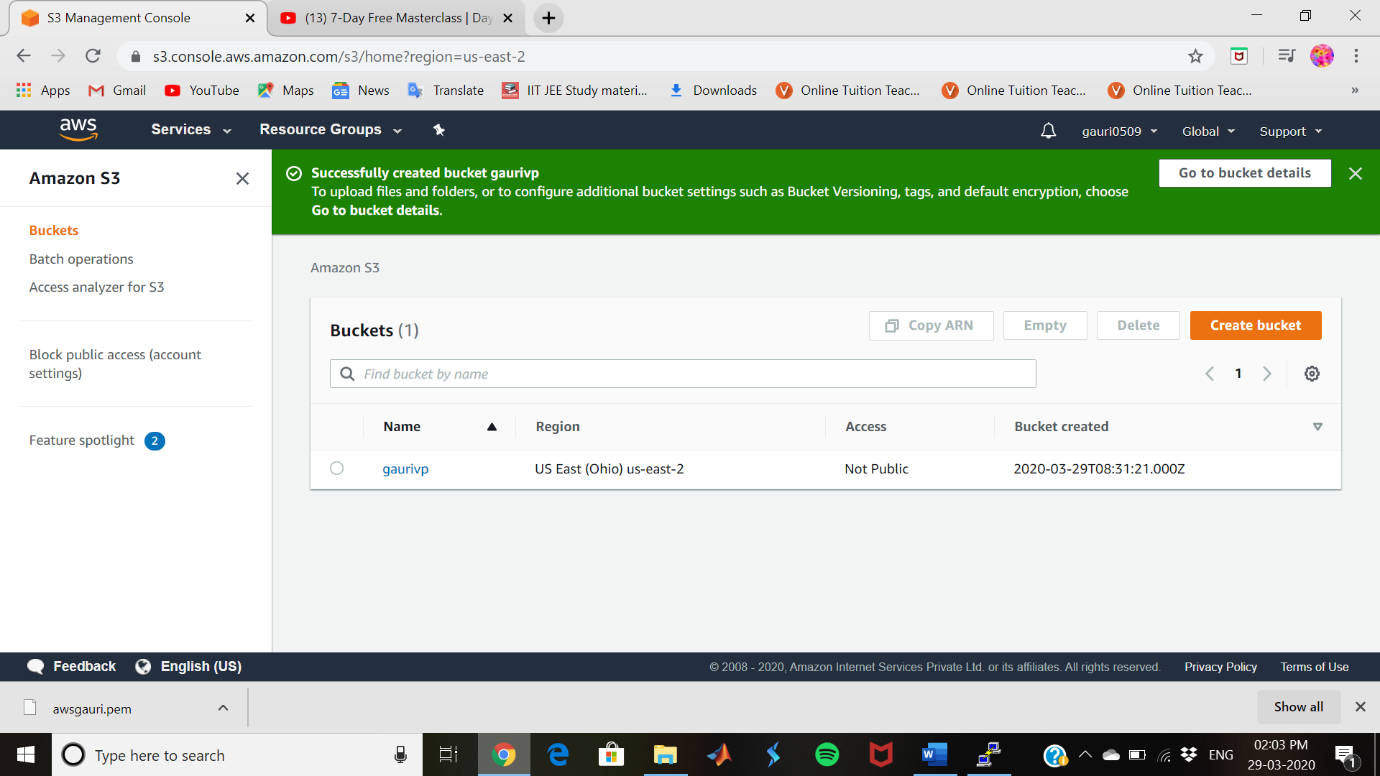 S3 Management Console
(13) 7-Day Free Masterclass | Day
s3.console.aws.amazon.com/s3/home?region=us-east-2
Apps Gmail YouTube Maps News Translate IIT JEE Study materi... Downloads Online Tuition Teac... Online Tuition Teac... Online Tuition Teac... »
aws Services Resource Groups gauri0509 Global Support
Amazon S3
Buckets
Batch operations
Access analyzer for S3
Block public access (account
settings)
Feature spotlight 2
Successfully created bucket gaurivp
To upload files and folders, or to configure additional bucket settings such as Bucket Versioning, tags, and default encryption, choose
Go to bucket details.
Go to bucket details
Amazon S3
Buckets (1)
Copy ARN Empty Delete Create bucket
Find bucket by name
1
Name Region Access Bucket created
gaurivp US East (Ohio) us-east-2 Not Public 2020-03-29T08:31:21.000Z
Feedback English (US) © 2008 - 2020, Amazon Internet Services Private Ltd. or its affiliates. All rights reserved. Privacy Policy Terms of Use
awsgauri.pem Show all
Type here to search
ENG
02:03 PM
29-03-2020
1